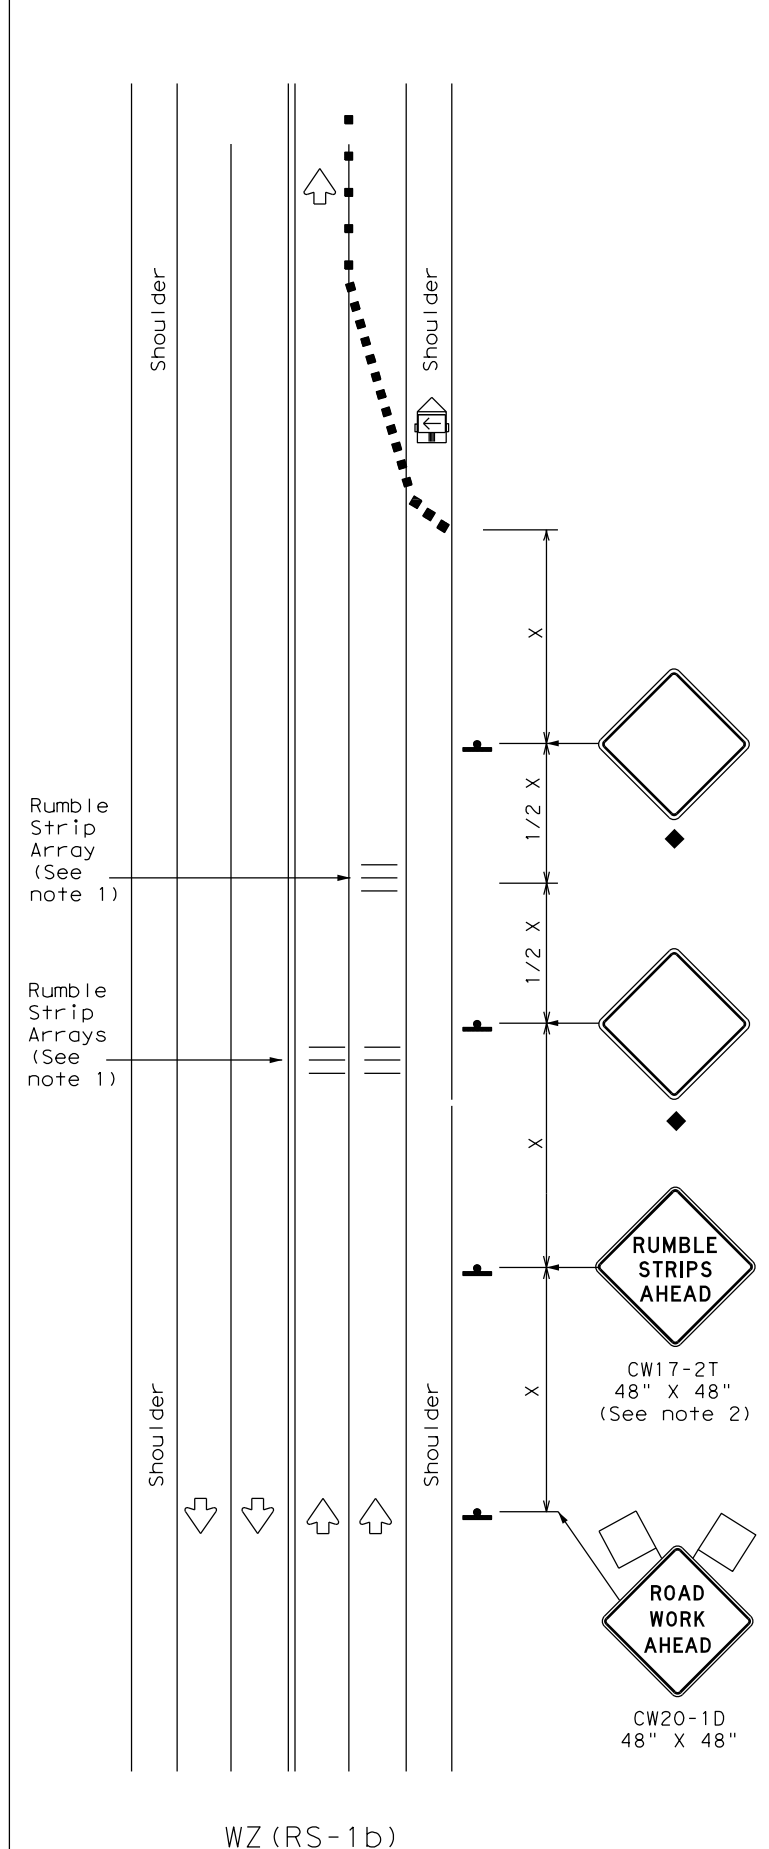 Shoulder
Shoulder
X
1/2 X
Rumble
Strip
Array
(See
note 1)
1/2 X
Rumble
Strip
Arrays
(See
note 1)
X
RUMBLE
STRIPS
AHEAD
CW17-2T
48" X 48"
(See note 2)
X
Shoulder
Shoulder
ROAD
WORK
AHEAD
CW20-1D
48" X 48"
WZ(RS-1b)